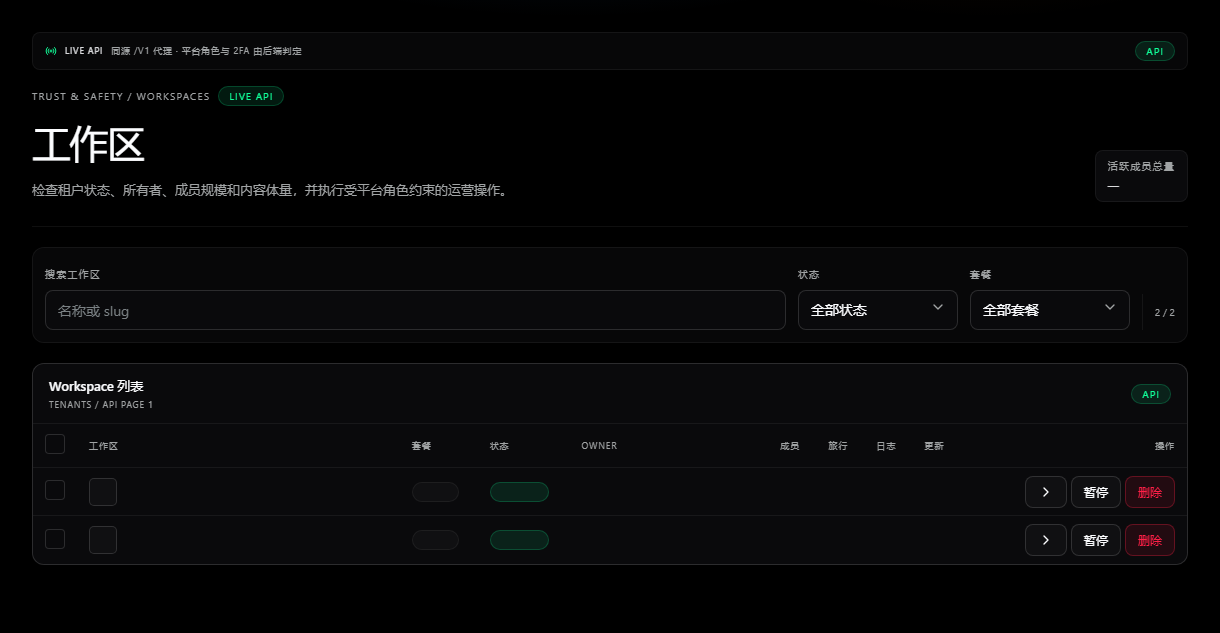 LIVE API 同源 /V1 代理 · 平台角色与 2FA 由后端判定 API
TRUST & SAFETY / WORKSPACES LIVE API
工作区
检查租户状态、所有者、成员规模和内容体量，并执行受平台角色约束的运营操作。
活跃成员总量
—
搜索工作区 状态 套餐
名称或 slug 全部状态 全部套餐 2 / 2
Workspace 列表
TENANTS / API PAGE 1 API
工作区 套餐 状态 OWNER 成员 旅行 日志 更新 操作
暂停 删除
暂停 删除